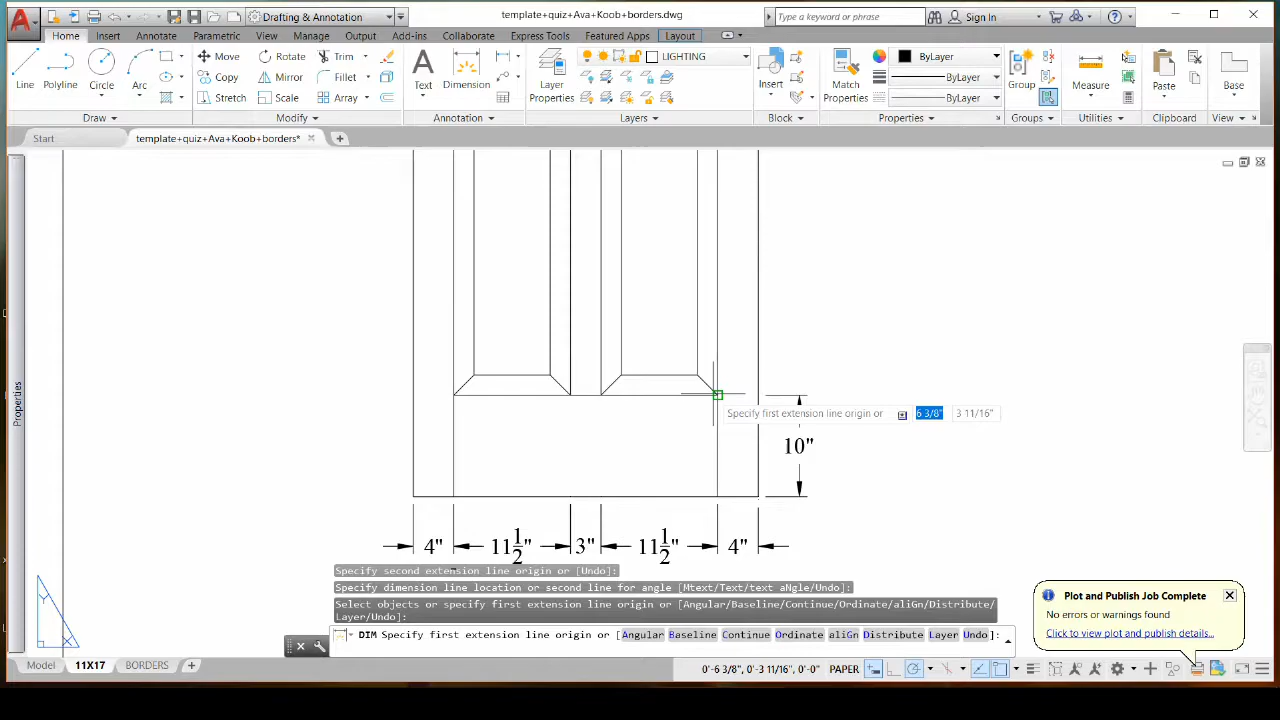 template+quiz+Ava+Koob+borders.dwg
Drafting & Annotation
Type a keyword or phrase
Sign In
Home Insert Annotate Parametric View Manage Output Add-ins Collaborate Express Tools Featured Apps Layout
Line Polyline Circle Arc
Move Rotate Trim
Copy Mirror Fillet
Stretch Scale Array
Text Dimension
Layer Properties
LIGHTING
Insert
Match Properties
ByLayer
ByLayer
ByLayer
Group
Measure
Paste
Base
Draw Modify Annotation Layers Block Properties Groups Utilities Clipboard View
Start template+quiz+Ava+Koob+borders*
Properties
Specify first extension line origin or 6 3/8" 3 11/16"
10"
4" 11 1/2" 3" 11 1/2" 4"
Y
X
Specify second extension line origin or [Undo]:
Specify dimension line location or second line for angle [Mtext/Text/text aNgle/Undo]:
Select objects or specify first extension line origin or [Angular/Baseline/Continue/Ordinate/aliGn/Distribute/
Layer/Undo]:
DIM Specify first extension line origin or [Angular Baseline Continue Ordinate aliGn Distribute Layer Undo]:
Plot and Publish Job Complete
No errors or warnings found
Click to view plot and publish details...
Model 11X17 BORDERS
0'-6 3/8", 0'-3 11/16", 0'-0" PAPER